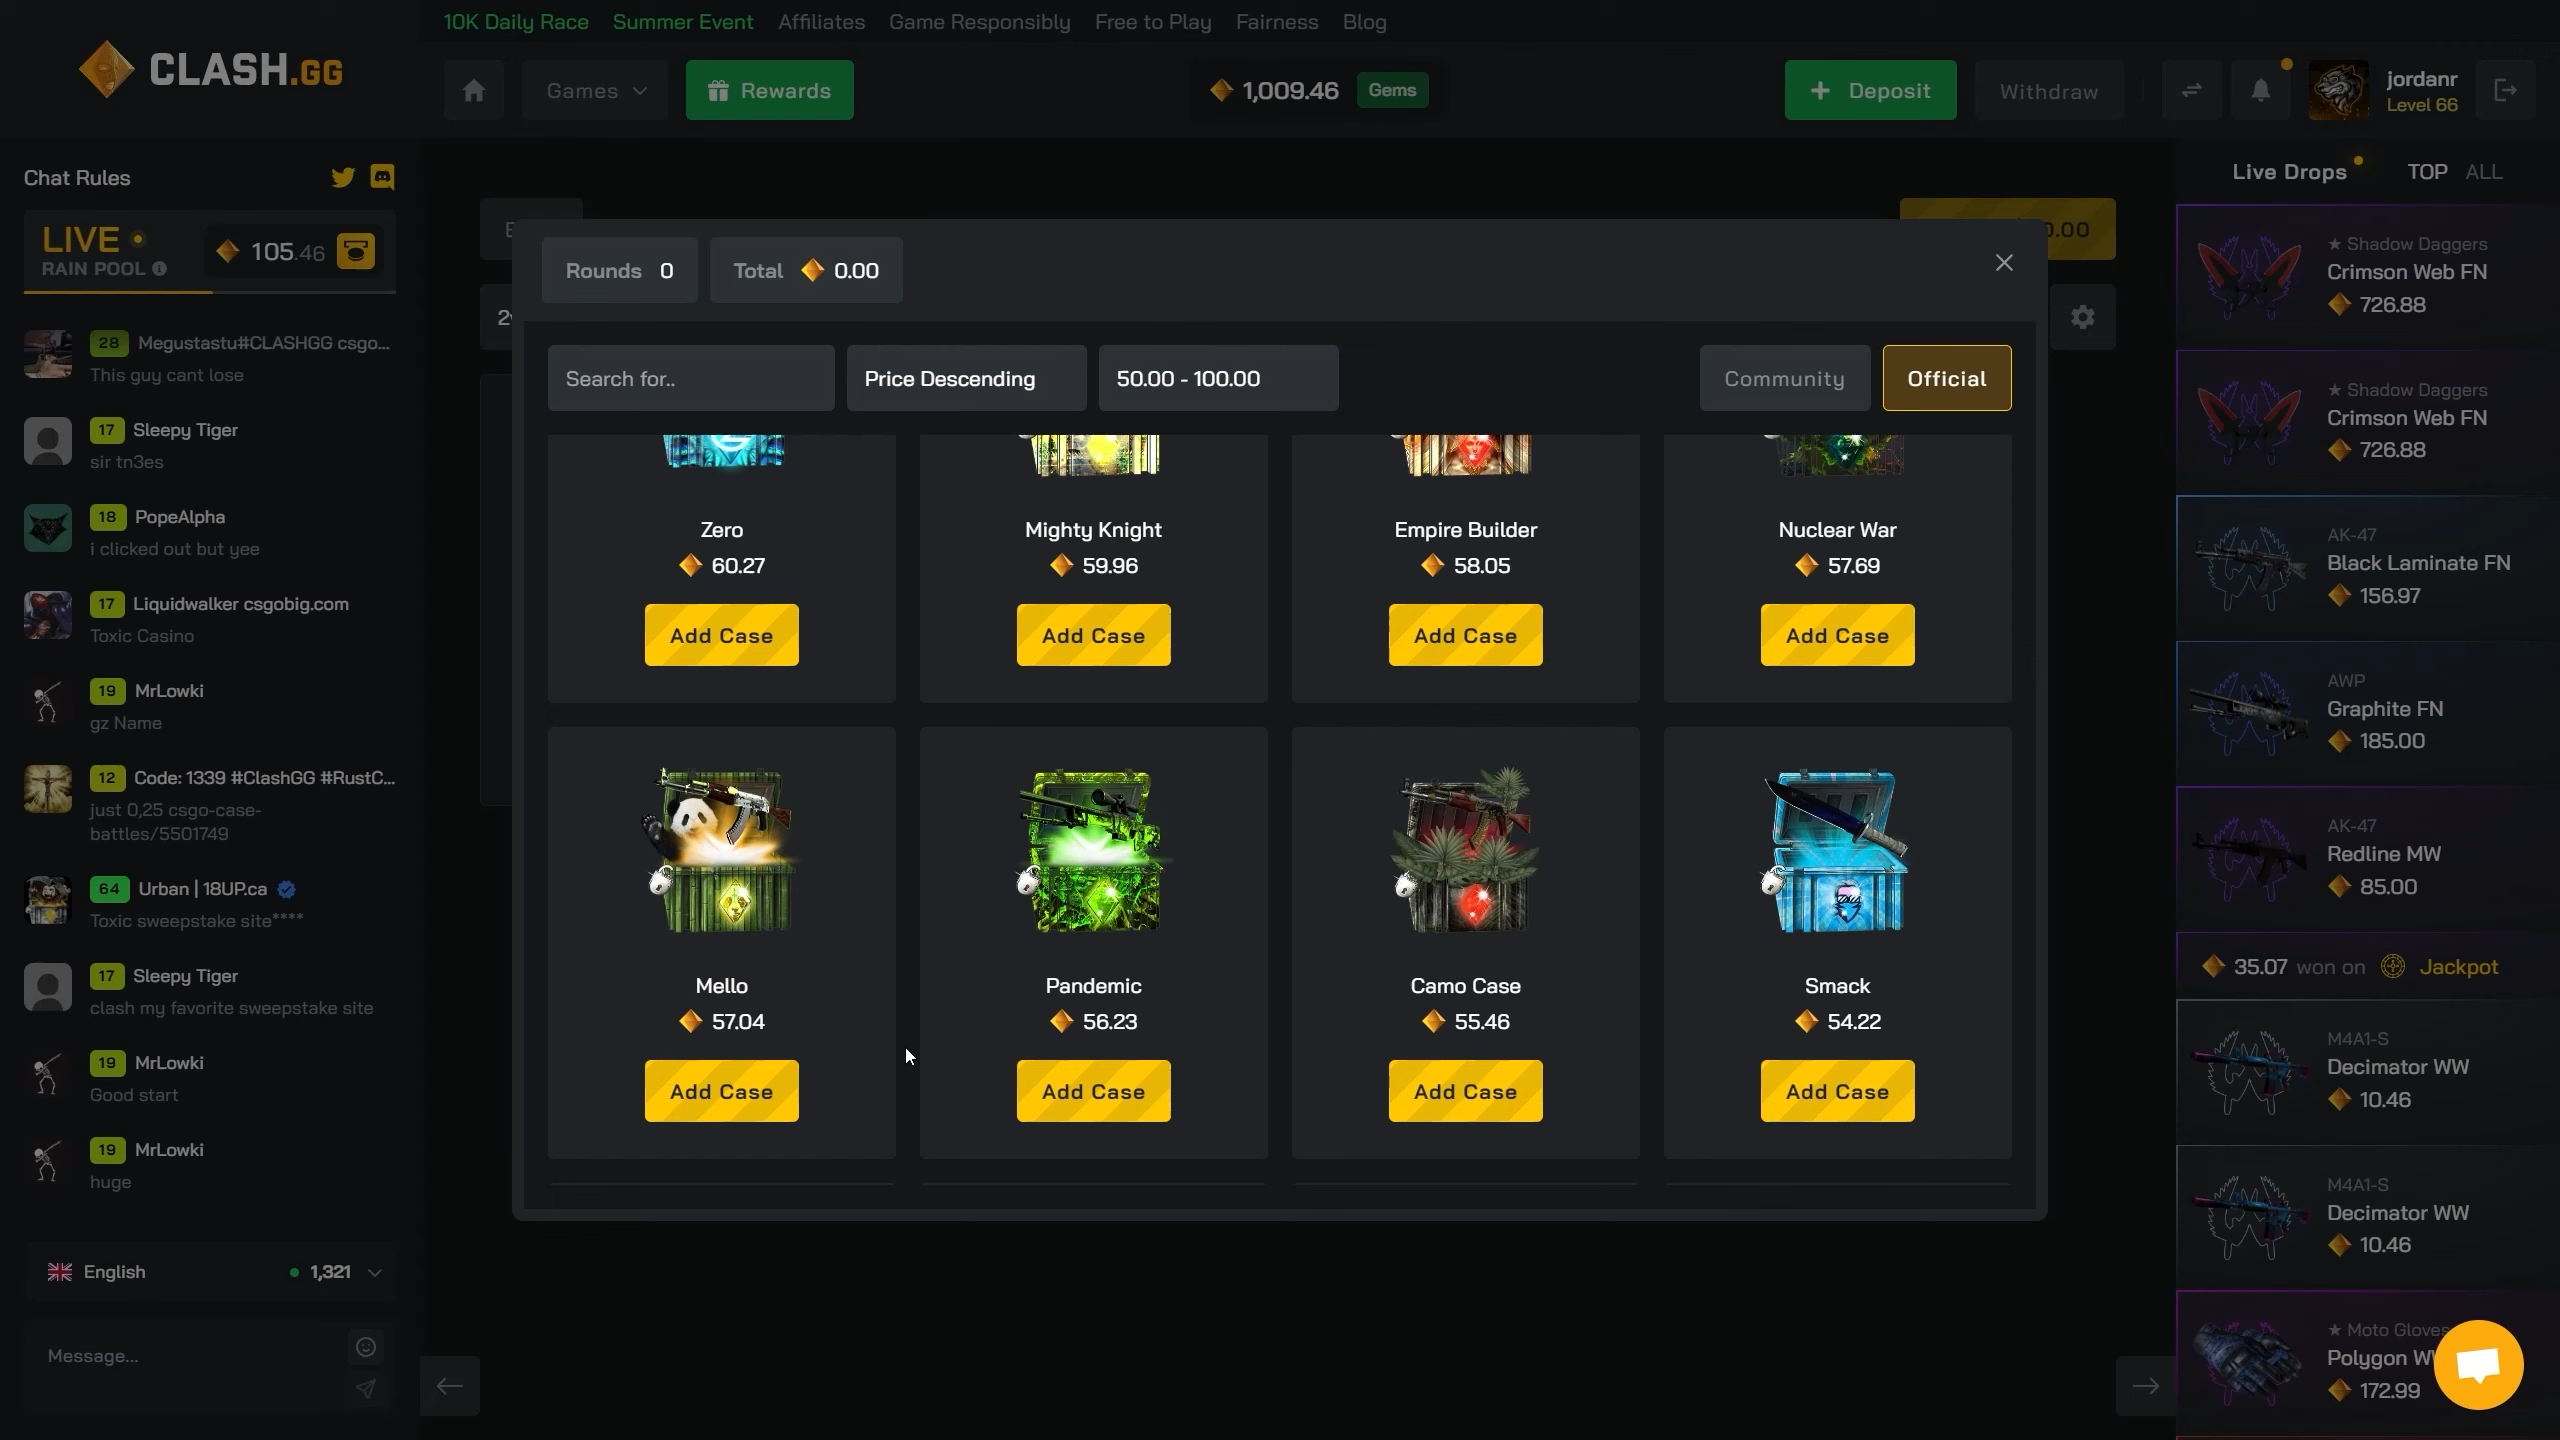 10K Daily Race Summer Event Affiliates Game Responsibly Free to Play Fairness Blog
CLASH.GG
Games Rewards 1,009.46 Gems Deposit Withdraw jordanr
Level 66
Chat Rules
LIVE
RAIN POOL
105.46
28 Megustastu#CLASHGG csgo...
This guy cant lose
17 Sleepy Tiger
sir tn3es
18 PopeAlpha
i clicked out but yee
17 Liquidwalker csgobig.com
Toxic Casino
19 MrLowki
gz Name
12 Code: 1339 #ClashGG #RustC...
just 0,25 csgo-case-
battles/5501749
64 Urban | 18UP.ca
Toxic sweepstake site****
17 Sleepy Tiger
clash my favorite sweepstake site
19 MrLowki
Good start
19 MrLowki
huge
English 1,321
Message...
Rounds 0 Total 0.00
Search for.. Price Descending 50.00 - 100.00 Community Official
Zero Mighty Knight Empire Builder Nuclear War
60.27 59.96 58.05 57.69
Add Case Add Case Add Case Add Case
Mello Pandemic Camo Case Smack
57.04 56.23 55.46 54.22
Add Case Add Case Add Case Add Case
Live Drops TOP ALL
★ Shadow Daggers
Crimson Web FN
726.88
★ Shadow Daggers
Crimson Web FN
726.88
AK-47
Black Laminate FN
156.97
AWP
Graphite FN
185.00
AK-47
Redline MW
85.00
35.07 won on Jackpot
M4A1-S
Decimator WW
10.46
M4A1-S
Decimator WW
10.46
★ Moto Gloves
Polygon
172.99